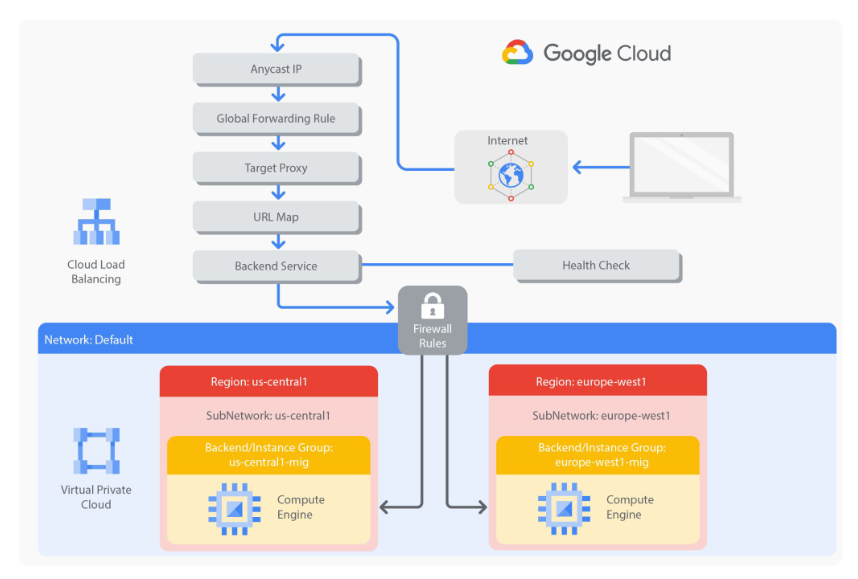 Google Cloud
Anycast IP
Global Forwarding Rule
Internet
Target Proxy
URL Map
Cloud Load
Balancing
Backend Service
Health Check
Firewall
Rules
Network: Default
Region: us-central1
SubNetwork: us-central1
Backend/Instance Group:
us-central1-mig
Compute
Engine
Region: europe-west1
SubNetwork: europe-west1
Backend/Instance Group:
europe-west1-mig
Compute
Engine
Virtual Private
Cloud